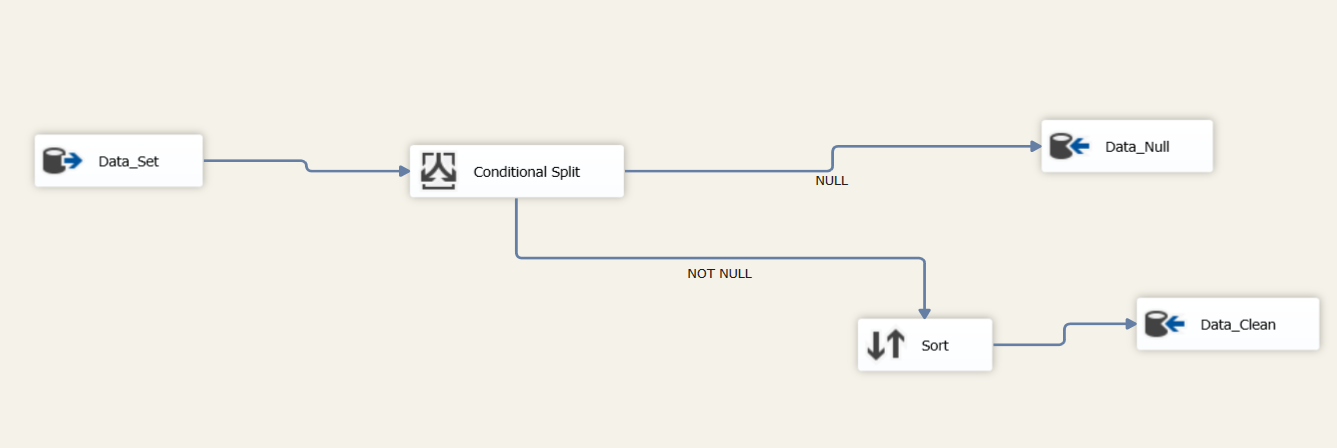 Data_Set
Conditional Split
NULL
Data_Null
NOT NULL
Sort
Data_Clean